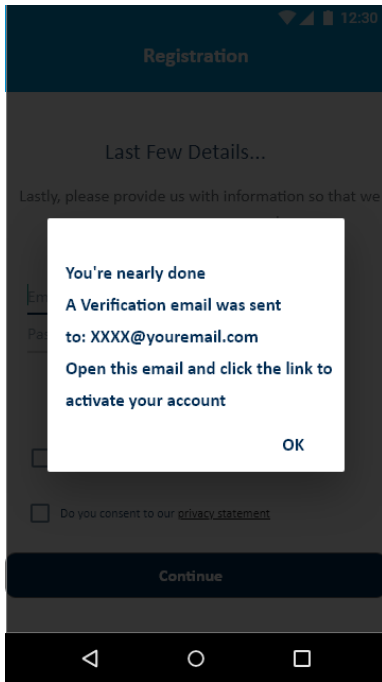 12:30
Registration
Last Few Details...
Lastly, please provide us with information so that we
You're nearly done
A Verification email was sent
to: XXXX@youremail.com
Open this email and click the link to
activate your account
OK
Do you consent to our privacy statement
Continue